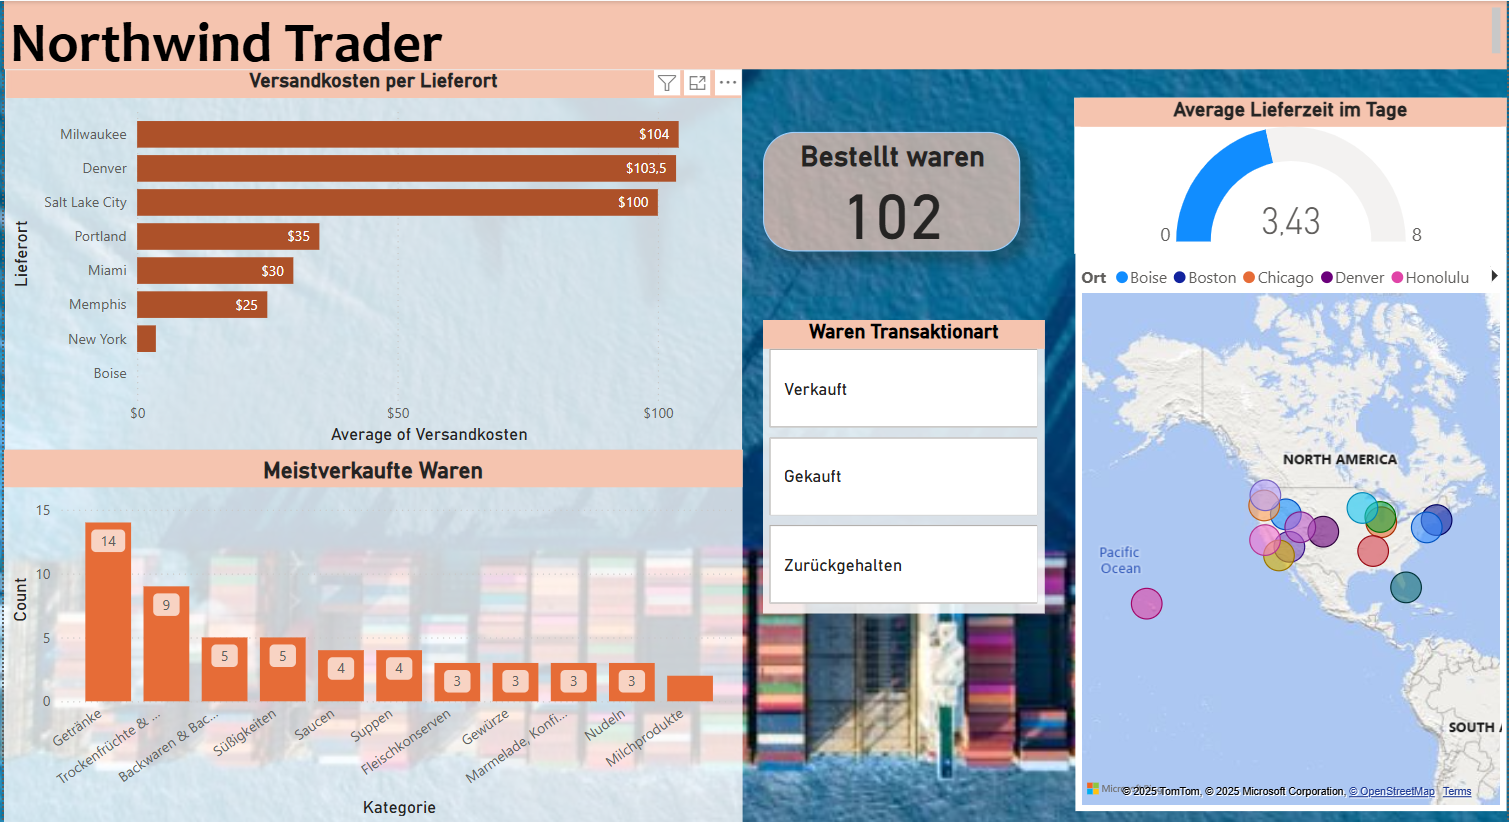 Northwind Trader
Versandkosten per Lieferort
Lieferort
Milwaukee
$104
Denver
$103,5
Salt Lake City
$100
Portland
$35
Miami
$30
Memphis
$25
New York
Boise
$0
$50
$100
Average of Versandkosten
Meistverkaufte Waren
Count
15
10
5
0
14
9
5
5
4
4
3
3
3
3
Getränke
Trockenfrüchte & ...
Backwaren & Bac...
Süßigkeiten
Saucen
Suppen
Fleischkonserven
Gewürze
Marmelade, Konfi...
Nudeln
Milchprodukte
Kategorie
Bestellt waren
102
Waren Transaktionart
Verkauft
Gekauft
Zurückgehalten
Average Lieferzeit im Tage
3,43
0
8
Ort Boise Boston Chicago Denver Honolulu
NORTH AMERICA
Pacific
Ocean
SOUTH
© 2025 TomTom, © 2025 Microsoft Corporation, © OpenStreetMap Terms